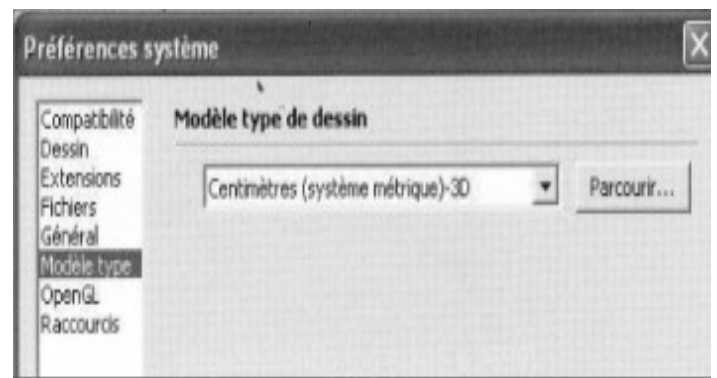 Préférences système
Compatibilité
Dessin
Extensions
Fichiers
Général
Modèle type
OpenGL
Raccourcis
Modèle type de dessin
Centimètres (système métrique)-3D
Parcourir...